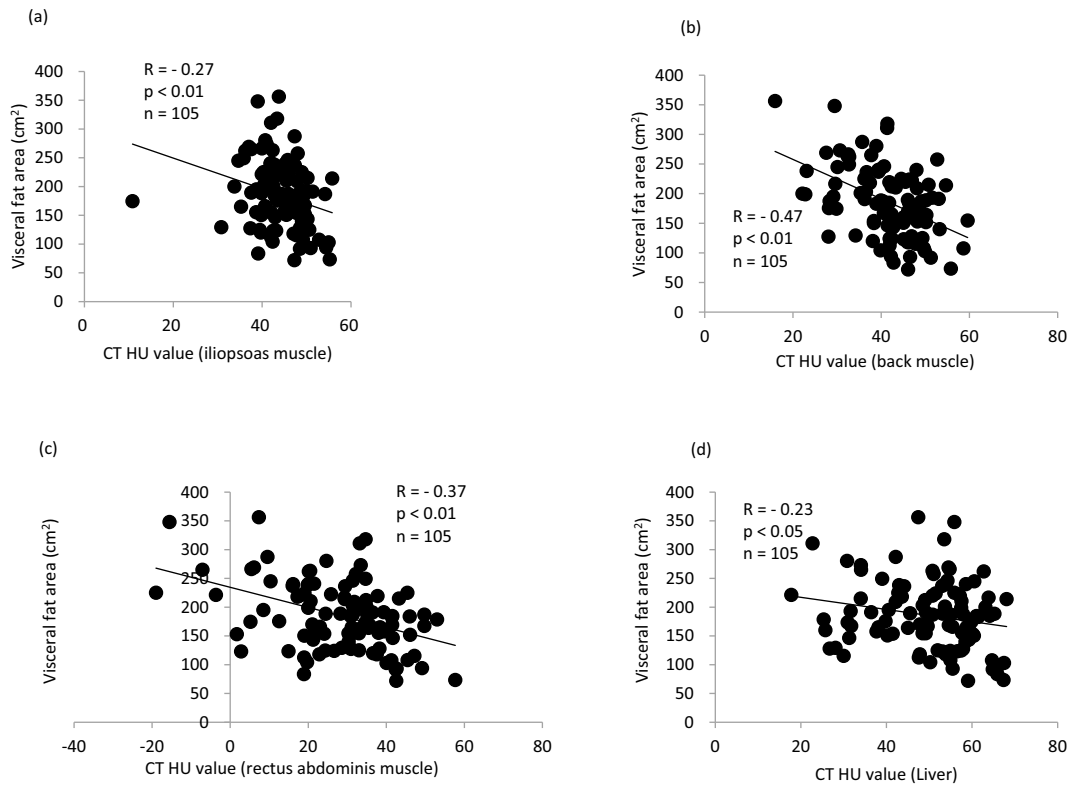 (a)
R = - 0.27
p < 0.01
n = 105
Visceral fat area (cm²)
400
350
300
250
200
150
100
50
0
0 20 40 60
CT HU value (iliopsoas muscle)
(b)
R = - 0.47
p < 0.01
n = 105
Visceral fat area (cm²)
400
350
300
250
200
150
100
50
0
0 20 40 60 80
CT HU value (back muscle)
(c)
R = - 0.37
p < 0.01
n = 105
Visceral fat area (cm²)
400
350
300
250
200
150
100
50
0
-40 -20 0 20 40 60 80
CT HU value (rectus abdominis muscle)
(d)
R = - 0.23
p < 0.05
n = 105
Visceral fat area (cm²)
400
350
300
250
200
150
100
50
0
0 20 40 60 80
CT HU value (Liver)